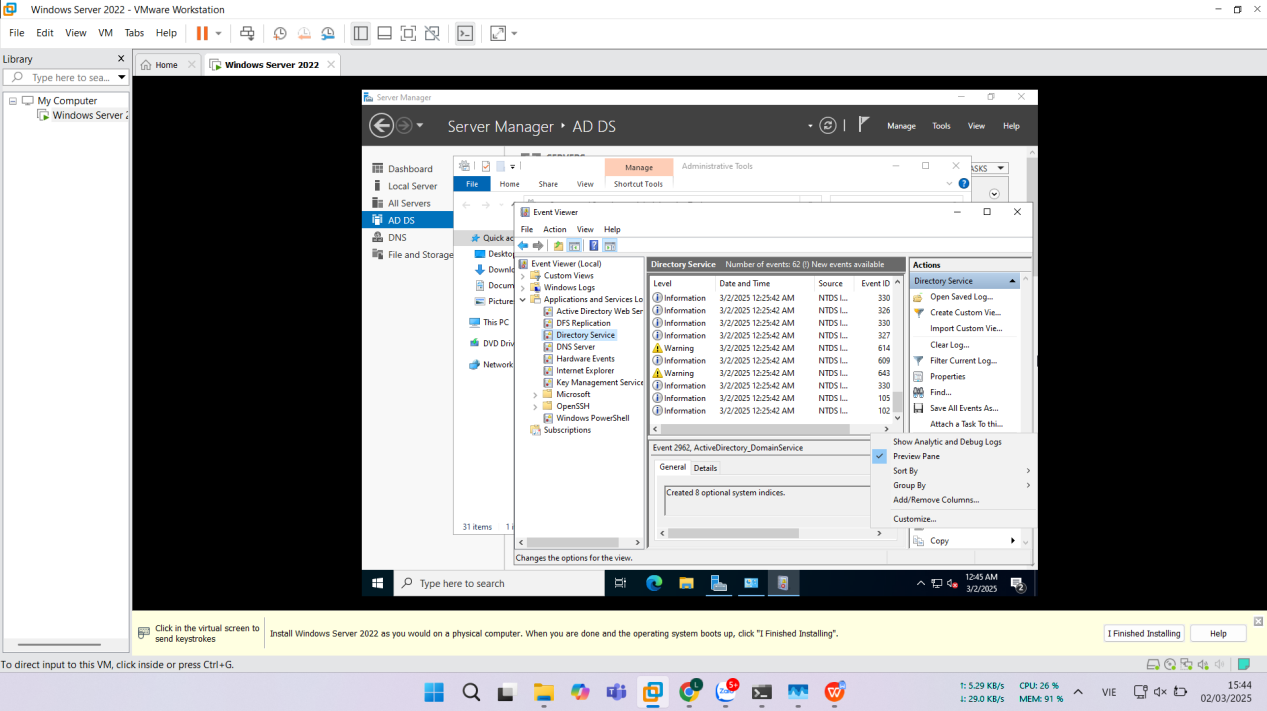 Windows Server 2022 - VMware Workstation
File Edit View VM Tabs Help
Library
Type here to sea...
My Computer
Windows Server 2
Home
Windows Server 2022
Server Manager
Server Manager AD DS
Manage Tools View Help
Dashboard
Local Server
All Servers
AD DS
DNS
File and Storage
Manage
Administrative Tools
File Home Share View Shortcut Tools
Quick ac
Desktop
Downlo
Docum
Picture
This PC
DVD Driv
Network
31 items
Event Viewer
File Action View Help
Event Viewer (Local)
Custom Views
Windows Logs
Applications and Services Lo
Active Directory Web Ser
DFS Replication
Directory Service
DNS Server
Hardware Events
Internet Explorer
Key Management Service
Microsoft
OpenSSH
Windows PowerShell
Subscriptions
Directory Service Number of events: 62 (!) New events available
Level Date and Time Source Event ID
Information 3/2/2025 12:25:42 AM NTDS I... 330
Information 3/2/2025 12:25:42 AM NTDS I... 326
Information 3/2/2025 12:25:42 AM NTDS I... 330
Information 3/2/2025 12:25:42 AM NTDS I... 327
Warning 3/2/2025 12:25:42 AM NTDS I... 614
Information 3/2/2025 12:25:42 AM NTDS I... 609
Warning 3/2/2025 12:25:42 AM NTDS I... 643
Information 3/2/2025 12:25:42 AM NTDS I... 330
Information 3/2/2025 12:25:42 AM NTDS I... 105
Information 3/2/2025 12:25:42 AM NTDS I... 102
Event 2962, ActiveDirectory_DomainService
General Details
Created 8 optional system indices.
Actions
Directory Service
Open Saved Log...
Create Custom Vie...
Import Custom Vie...
Clear Log...
Filter Current Log...
Properties
Find...
Save All Events As...
Attach a Task To thi...
Show Analytic and Debug Logs
Preview Pane
Sort By
Group By
Add/Remove Columns...
Customize...
Copy
Changes the options for the view.
Type here to search
12:45 AM
3/2/2025
2
Click in the virtual screen to
send keystrokes
Install Windows Server 2022 as you would on a physical computer. When you are done and the operating system boots up, click "I Finished Installing".
I Finished Installing
Help
To direct input to this VM, click inside or press Ctrl+G.
5.29 KB/s
29.0 KB/s
CPU: 26 %
MEM: 91 %
VIE
15:44
02/03/2025